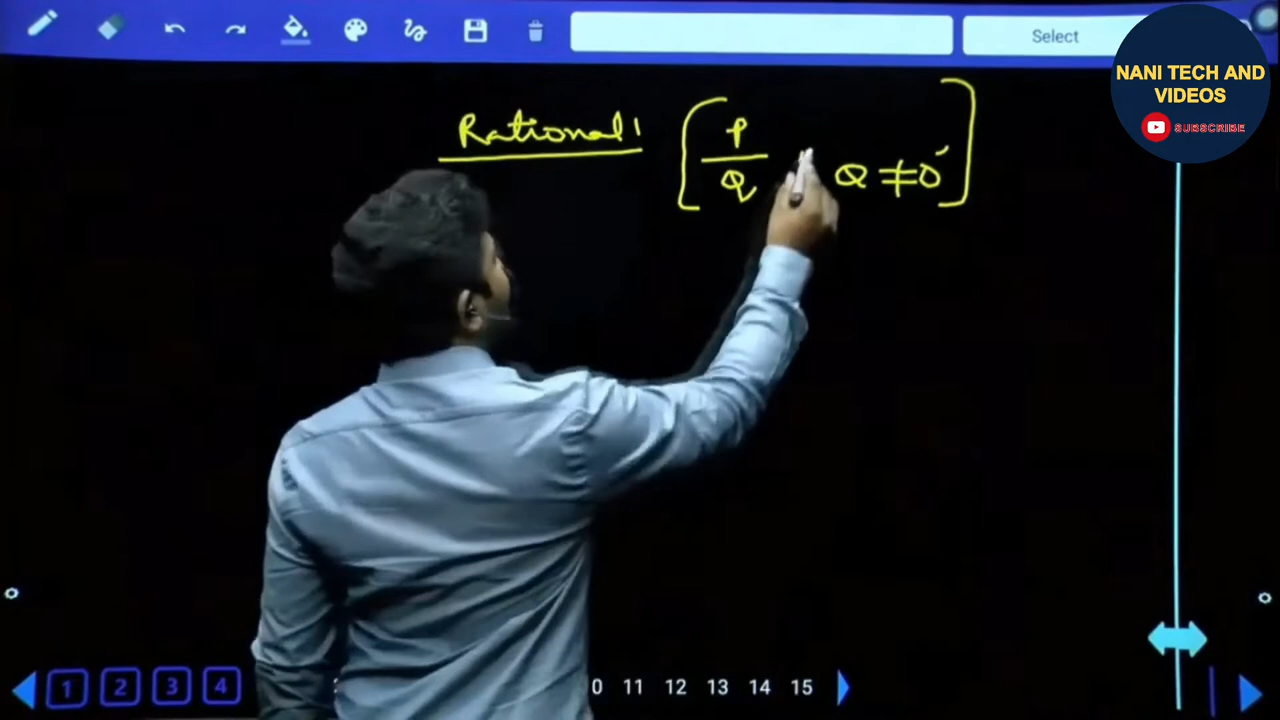 Select
NANI TECH AND
VIDEOS
SUBSCRIBE
Rational!
[P/Q Q ≠ 0]
1 2 3 4 0 11 12 13 14 15